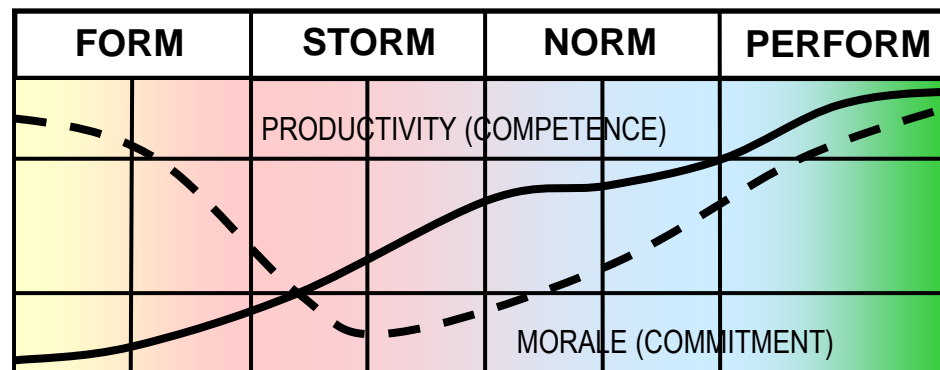 FORM STORM NORM PERFORM
PRODUCTIVITY (COMPETENCE)
MORALE (COMMITMENT)